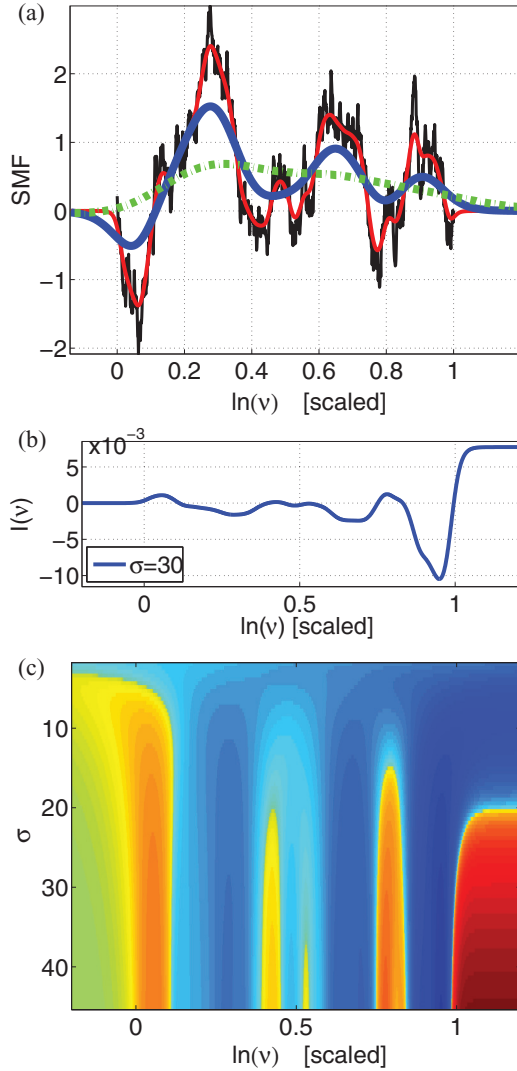 (a)
2
1
0
−1
−2
SMF
0 0.2 0.4 0.6 0.8 1
ln(ν) [scaled]
(b)
x10⁻³
5
0
−5
−10
I(ν)
σ=30
0 0.5 1
ln(ν) [scaled]
(c)
10
20
30
40
σ
0 0.5 1
ln(ν) [scaled]